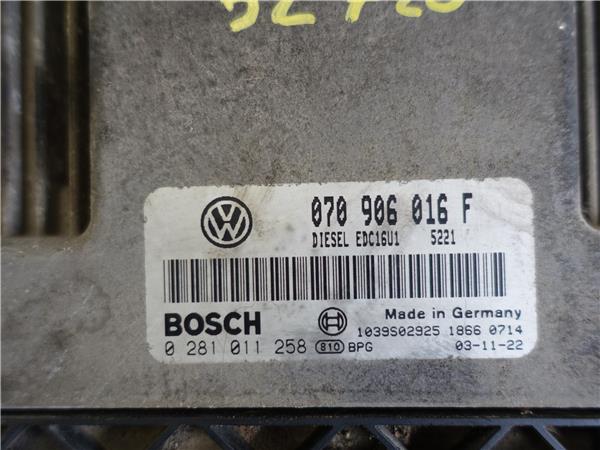 070 906 016 F
DIESEL EDC16U1 5221
BOSCH
Made in Germany
1039S02925 1866 0714
0 281 011 258 810 BPG 03-11-22